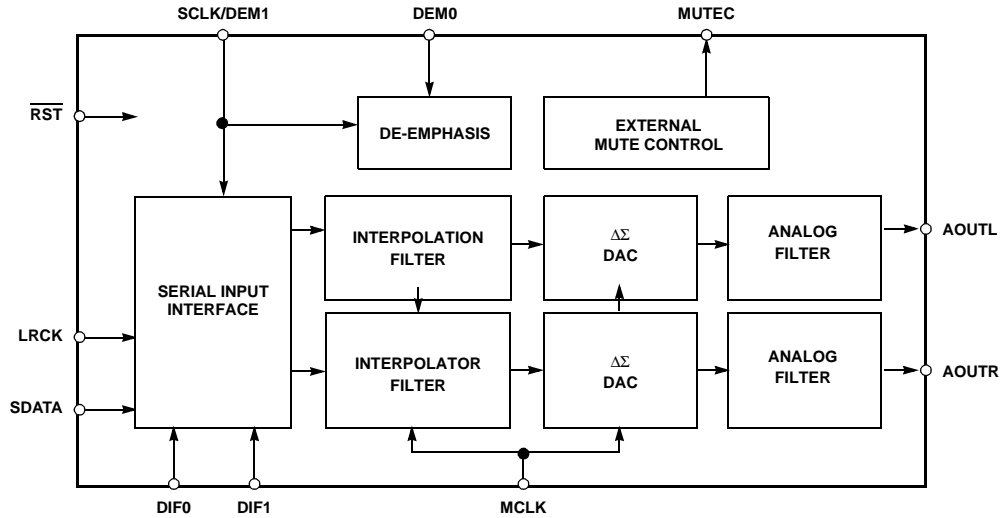 SCLK/DEM1
DEM0
MUTEC
RST
DE-EMPHASIS
EXTERNAL
MUTE CONTROL
SERIAL INPUT
INTERFACE
INTERPOLATION
FILTER
ΔΣ
DAC
ANALOG
FILTER
AOUTL
LRCK
INTERPOLATOR
FILTER
ΔΣ
DAC
ANALOG
FILTER
AOUTR
SDATA
DIF0
DIF1
MCLK